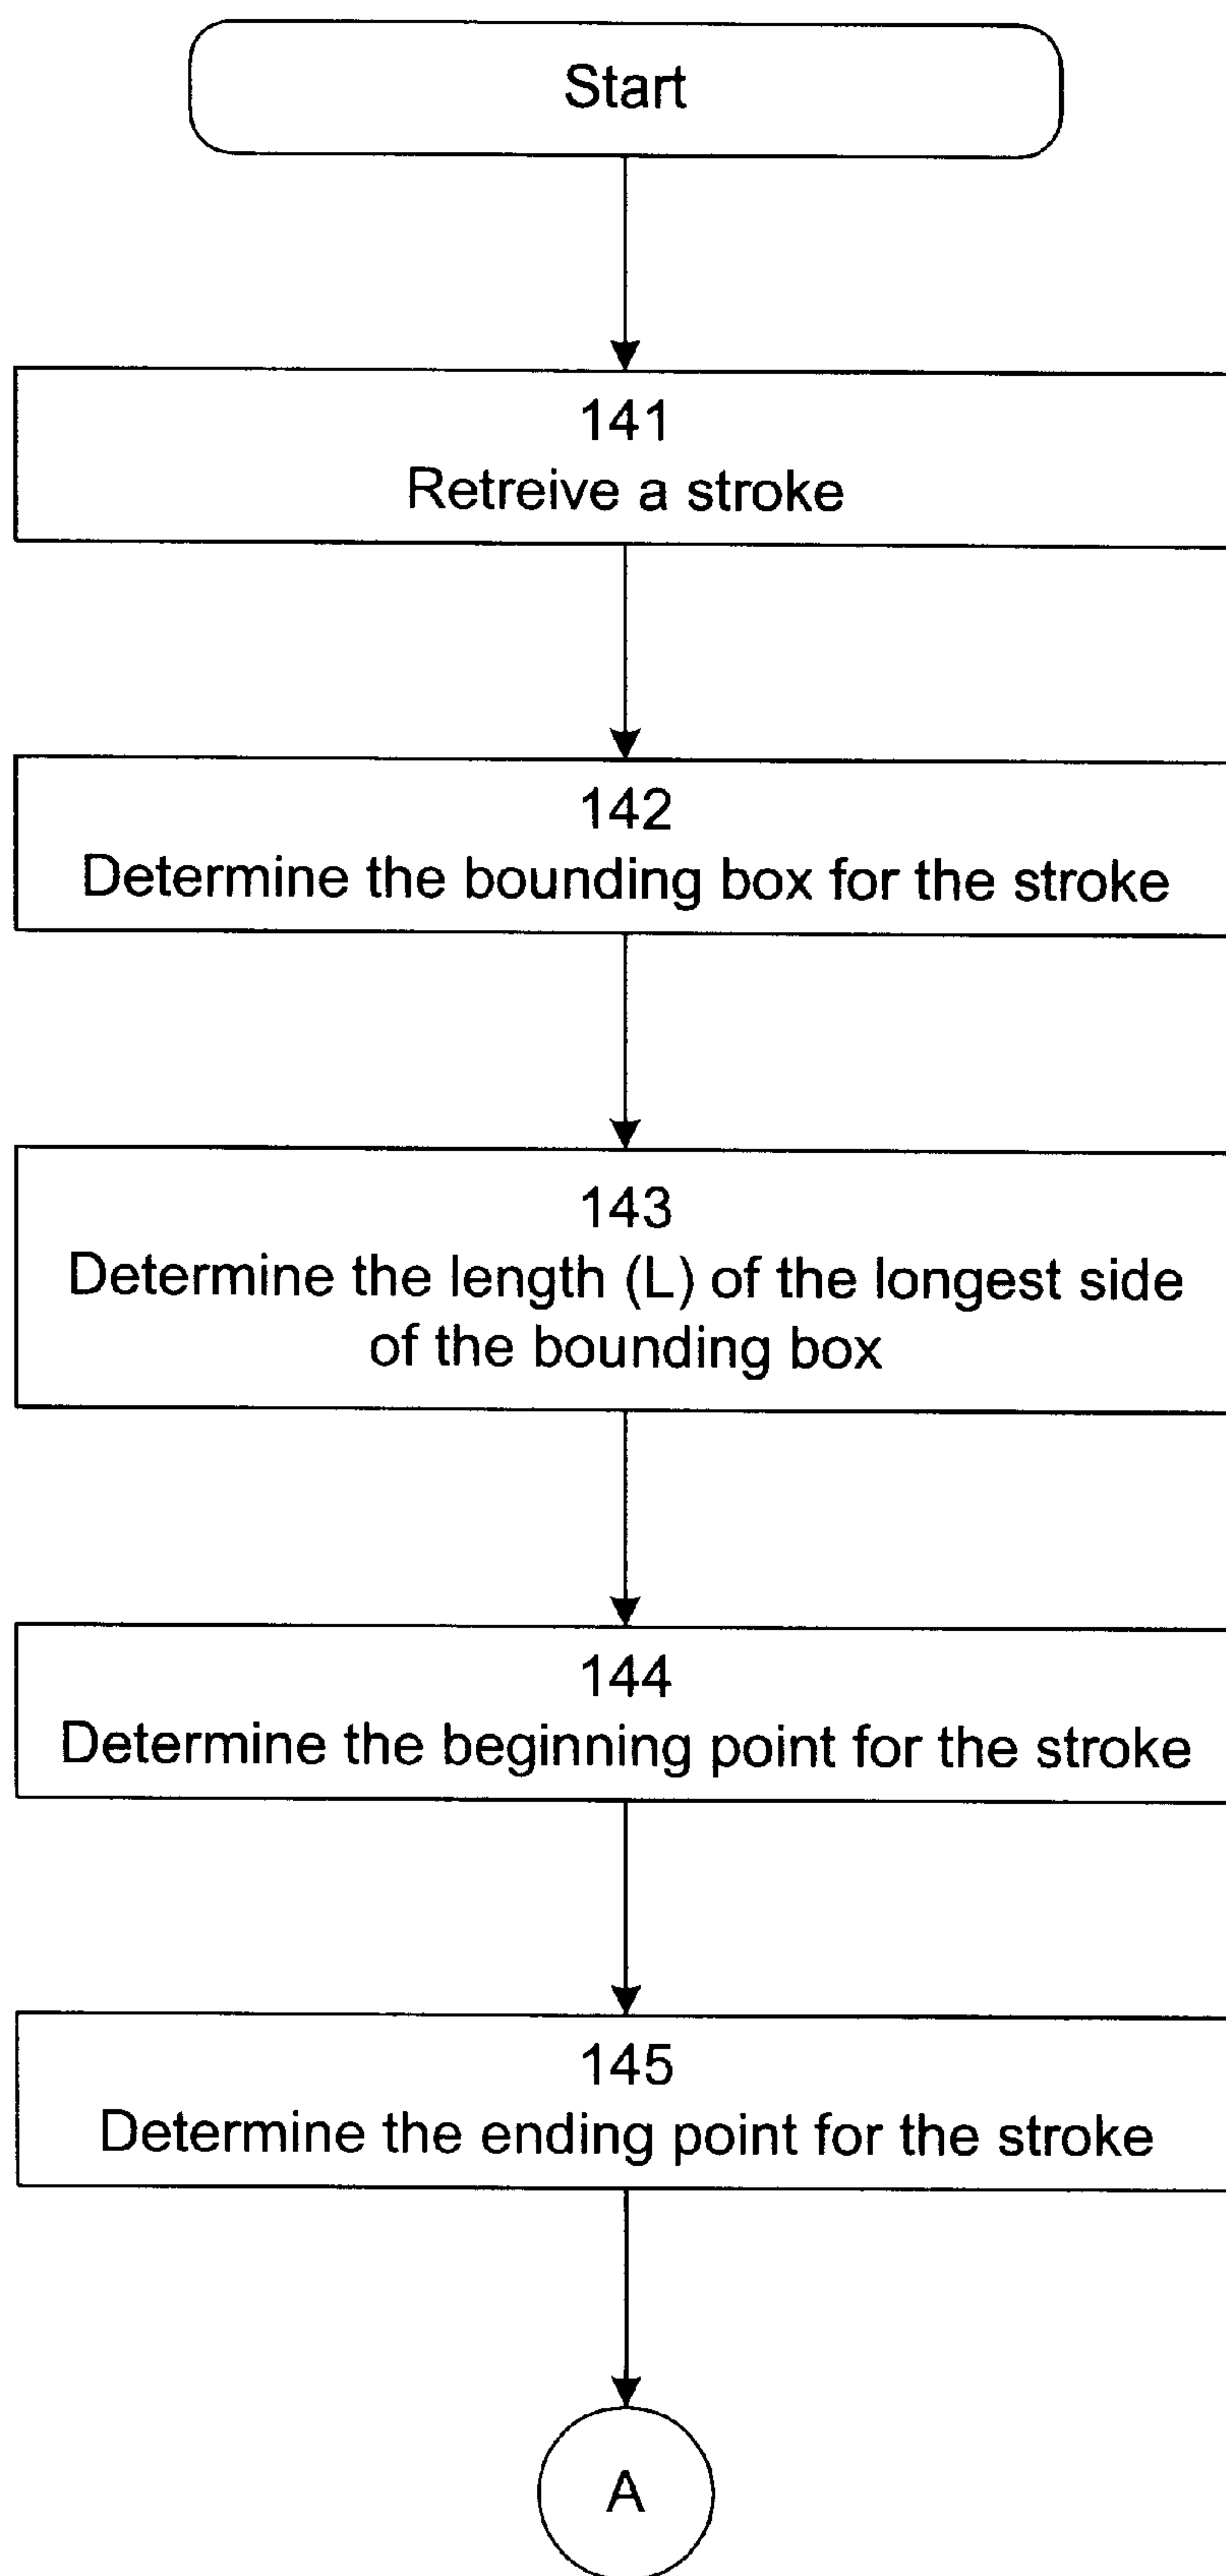 Start
141
Retreive a stroke
142
Determine the bounding box for the stroke
143
Determine the length (L) of the longest side
of the bounding box
144
Determine the beginning point for the stroke
145
Determine the ending point for the stroke
A